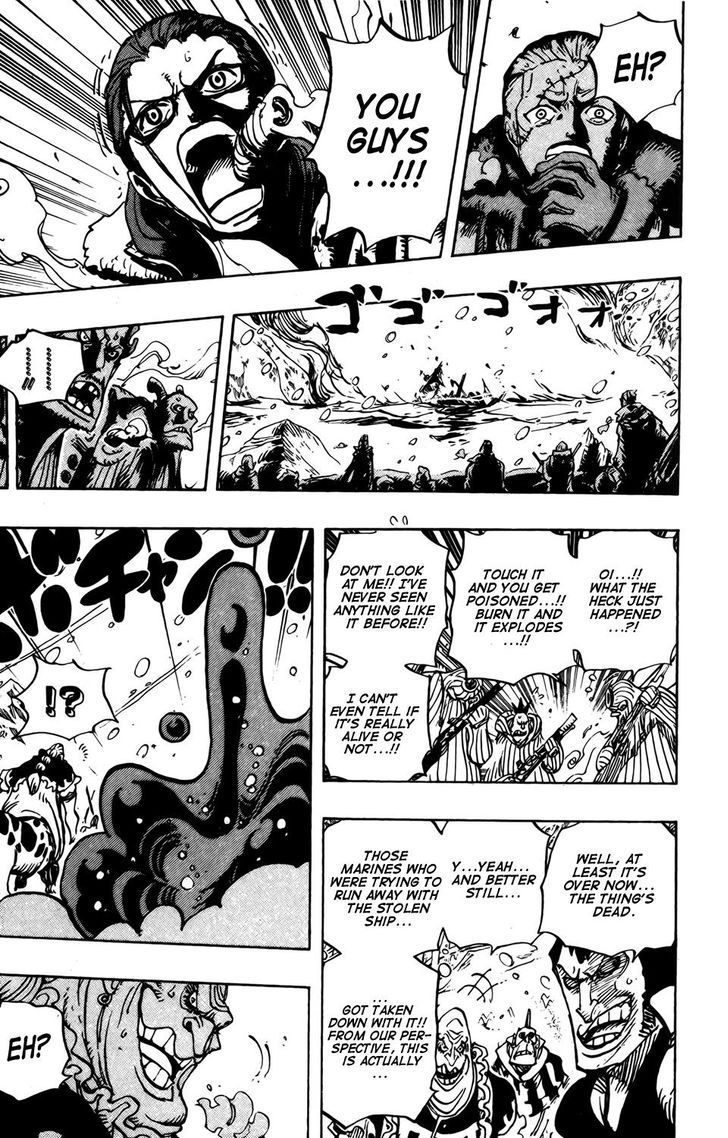 EH?
YOU
GUYS
...!!!
ゴゴゴォォ
!!
OI...!!
WHAT THE
HECK JUST
HAPPENED
...?!
TOUCH IT
AND YOU GET
POISONED...!!
BURN IT AND
IT EXPLODES
...!!
DON'T LOOK
AT ME!! I'VE
NEVER SEEN
ANYTHING LIKE
IT BEFORE!!
I CAN'T
EVEN TELL IF
IT'S REALLY
ALIVE OR
NOT...!!
!?
WELL, AT
LEAST IT'S
OVER NOW...
THE THING'S
DEAD.
Y...YEAH...
AND BETTER
STILL...
THOSE
MARINES WHO
WERE TRYING TO
RUN AWAY WITH
THE STOLEN
SHIP...
...
GOT TAKEN
DOWN WITH IT!!
FROM OUR PER-
SPECTIVE, THIS
IS ACTUALLY
...
EH?